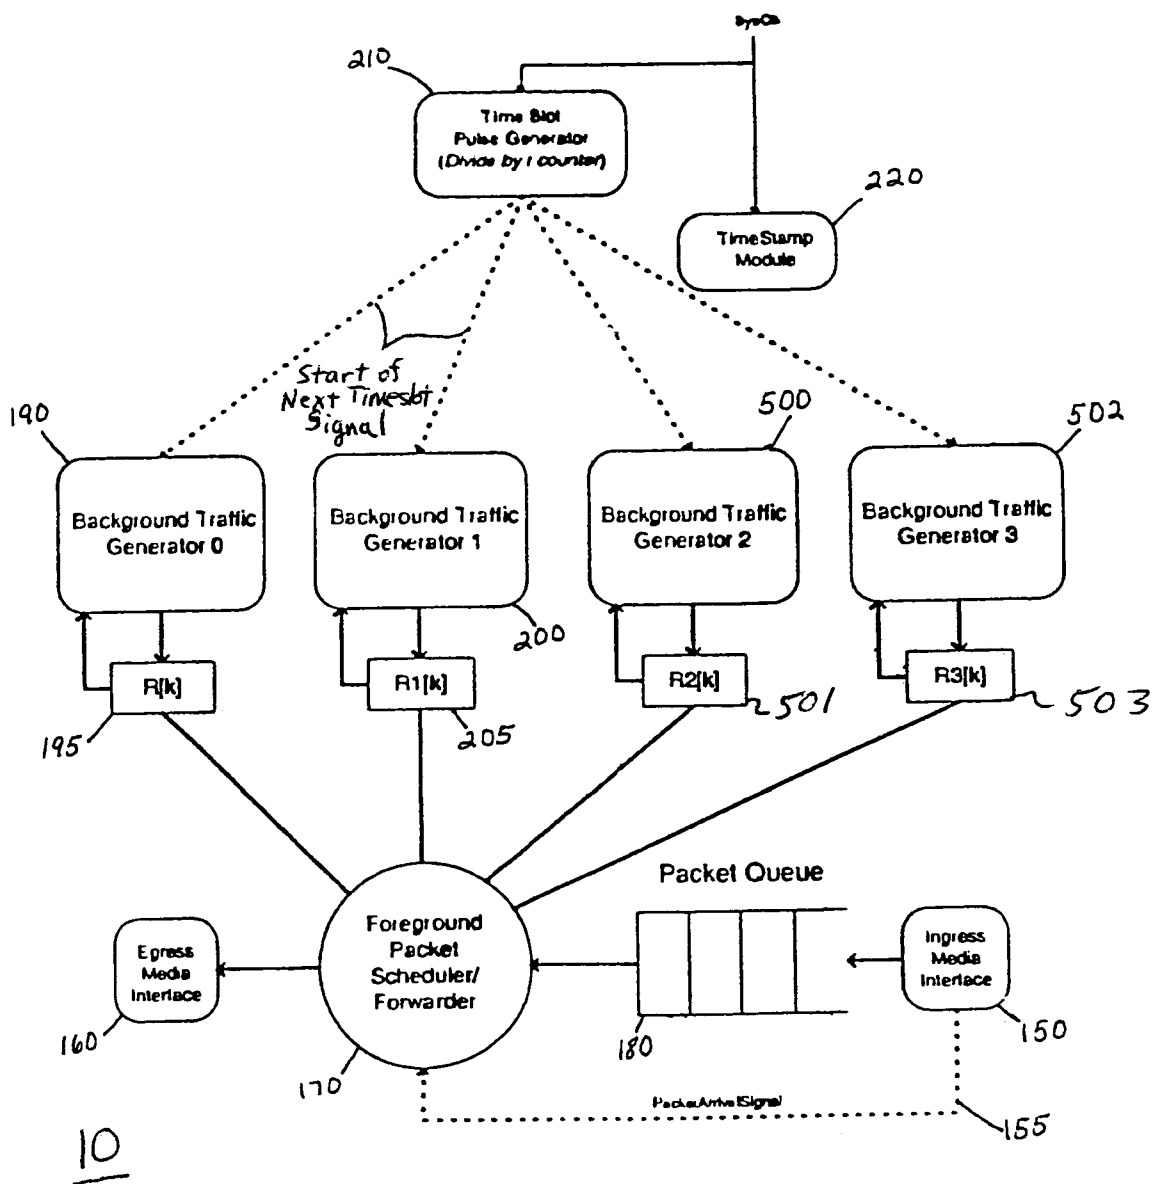 210
Time Slot
Pulse Generator
(Divide by r counter)
220
TimeStamp
Module
Start of
Next Timeslot
Signal
190
500
502
Background Traffic
Generator 0
Background Traffic
Generator 1
Background Traffic
Generator 2
Background Traffic
Generator 3
200
R[k]
R1[k]
R2[k]
R3[k]
195
205
501
503
Packet Queue
Egress
Media
Interface
Foreground
Packet
Scheduler/
Forwarder
Ingress
Media
Interface
160
170
180
150
PacketArrivalSignal
155
10